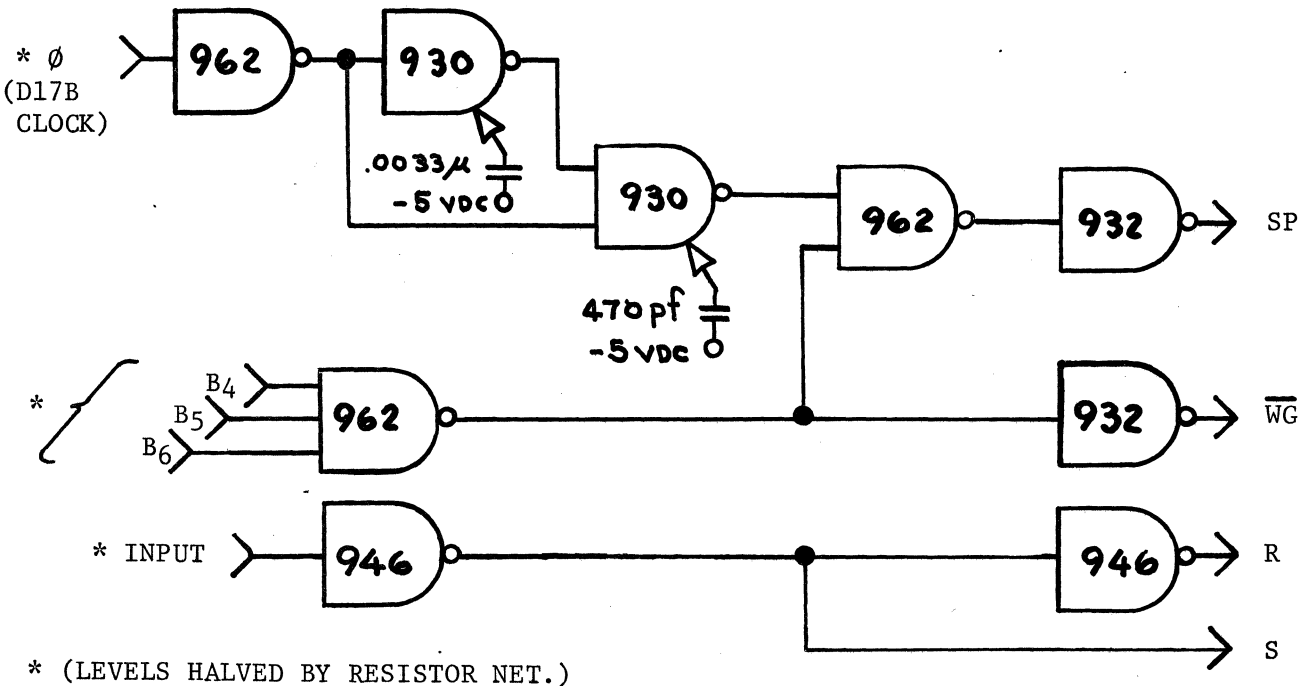 * Ø
(D17B
CLOCK)
962
930
.0033µ
-5 VDC
930
470pf
-5 VDC
962
932
SP
*
B4
B5
B6
962
932
W̅G̅
* INPUT
946
946
R
S
* (LEVELS HALVED BY RESISTOR NET.)